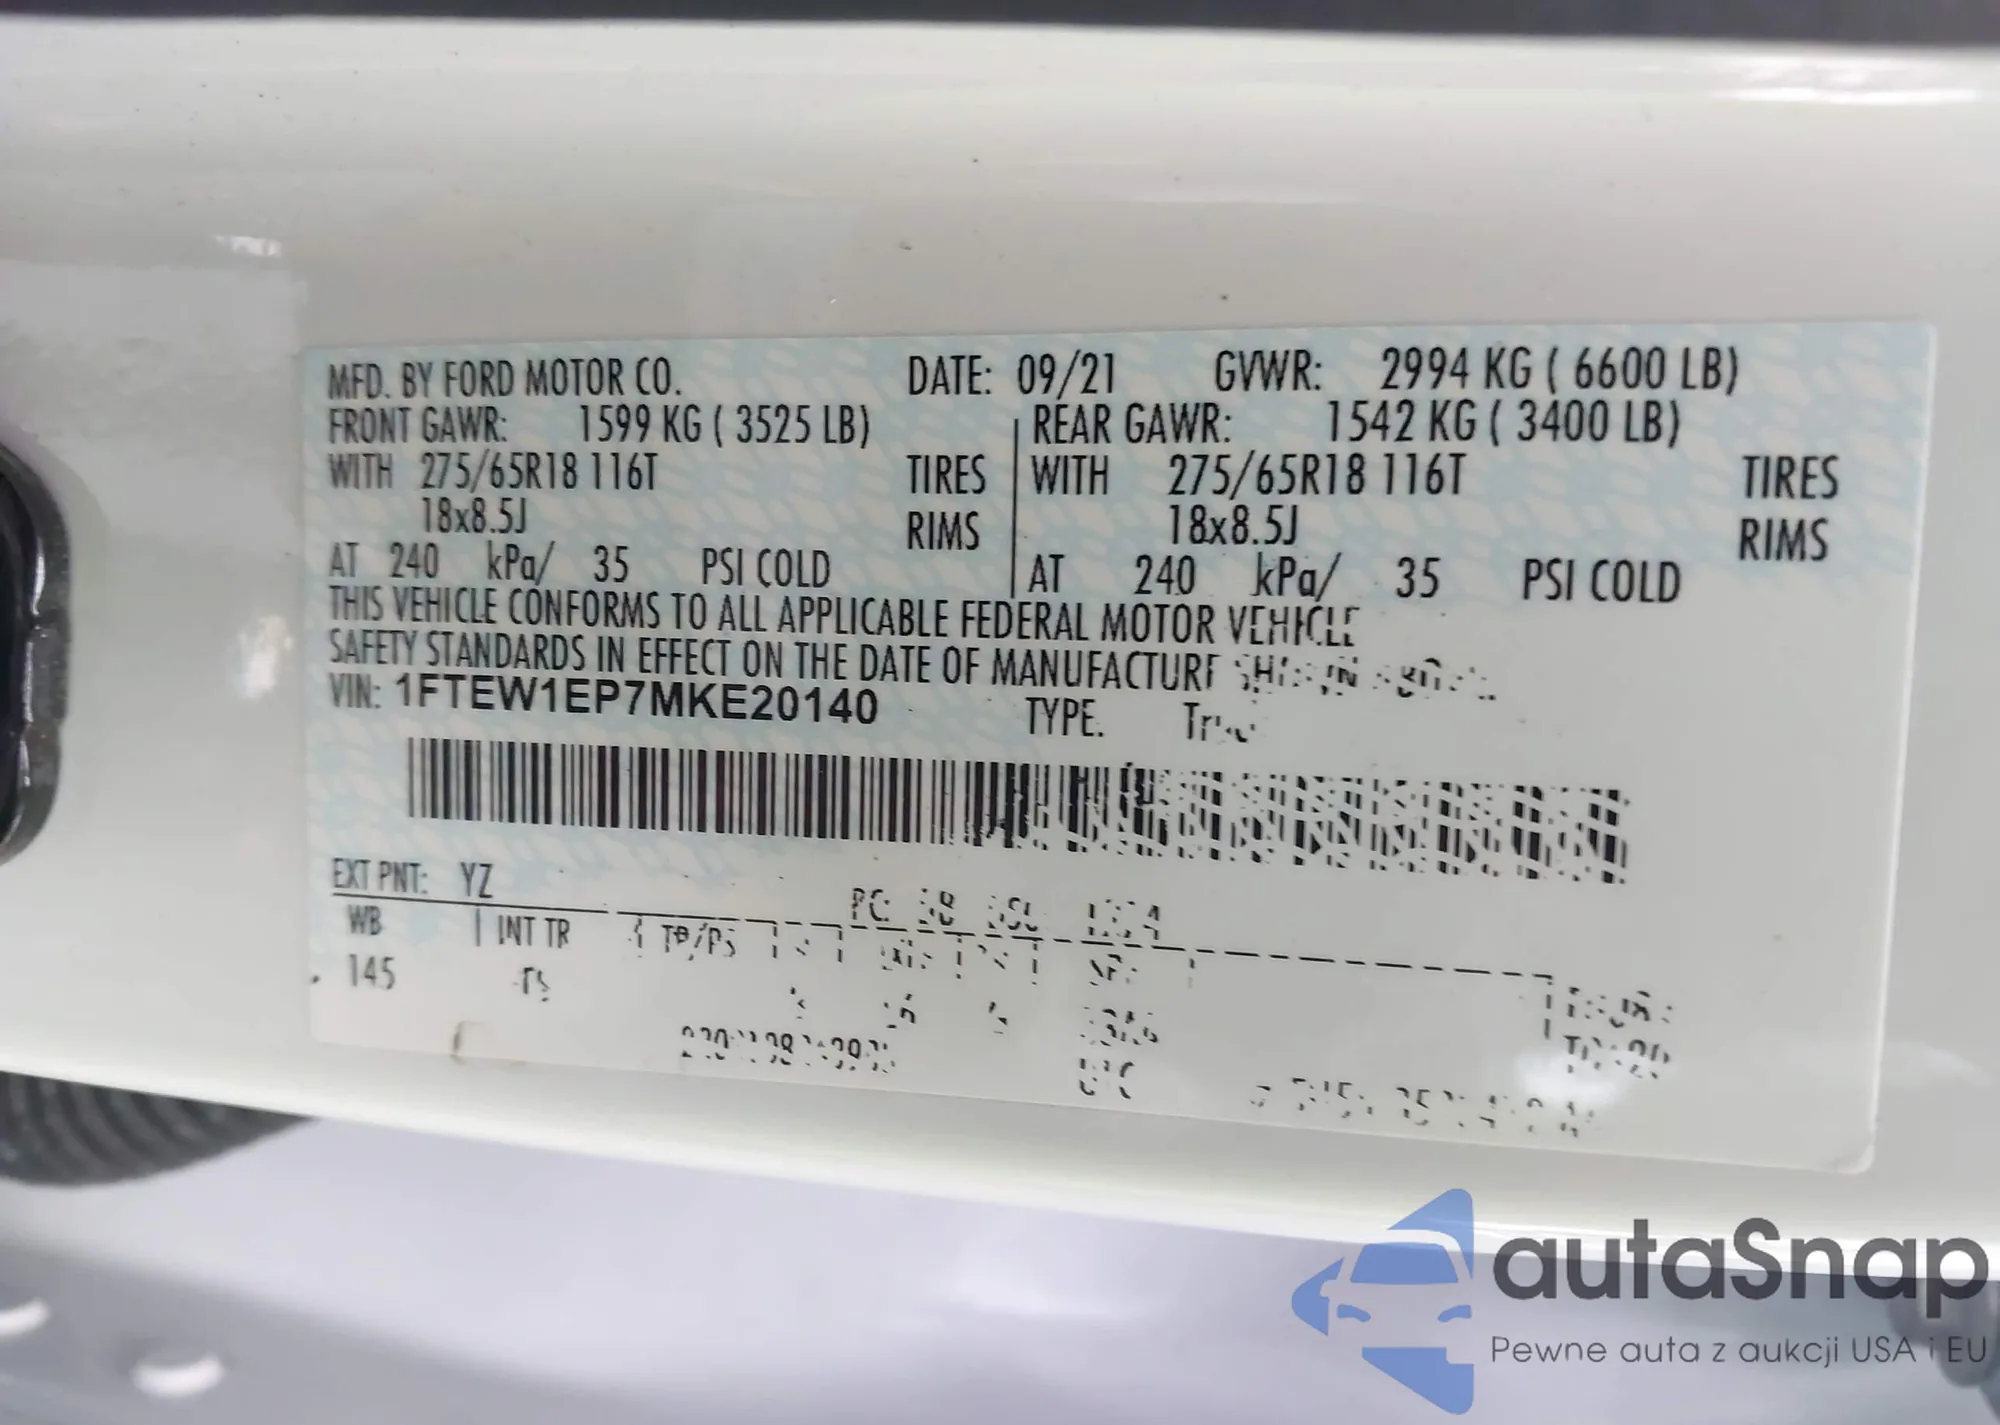 MFD. BY FORD MOTOR CO. DATE: 09/21 GVWR: 2994 KG ( 6600 LB)
FRONT GAWR: 1599 KG ( 3525 LB) REAR GAWR: 1542 KG ( 3400 LB)
WITH 275/65R18 116T TIRES WITH 275/65R18 116T TIRES
18x8.5J RIMS 18x8.5J RIMS
AT 240 kPa/ 35 PSI COLD AT 240 kPa/ 35 PSI COLD
THIS VEHICLE CONFORMS TO ALL APPLICABLE FEDERAL MOTOR VEHICLE
SAFETY STANDARDS IN EFFECT ON THE DATE OF MANUFACTURE
VIN: 1FTEW1EP7MKE20140 TYPE:
EXT PNT: YZ
WB INT TR TP/PS
145
autaSnap
Pewne auta z aukcji USA i EU